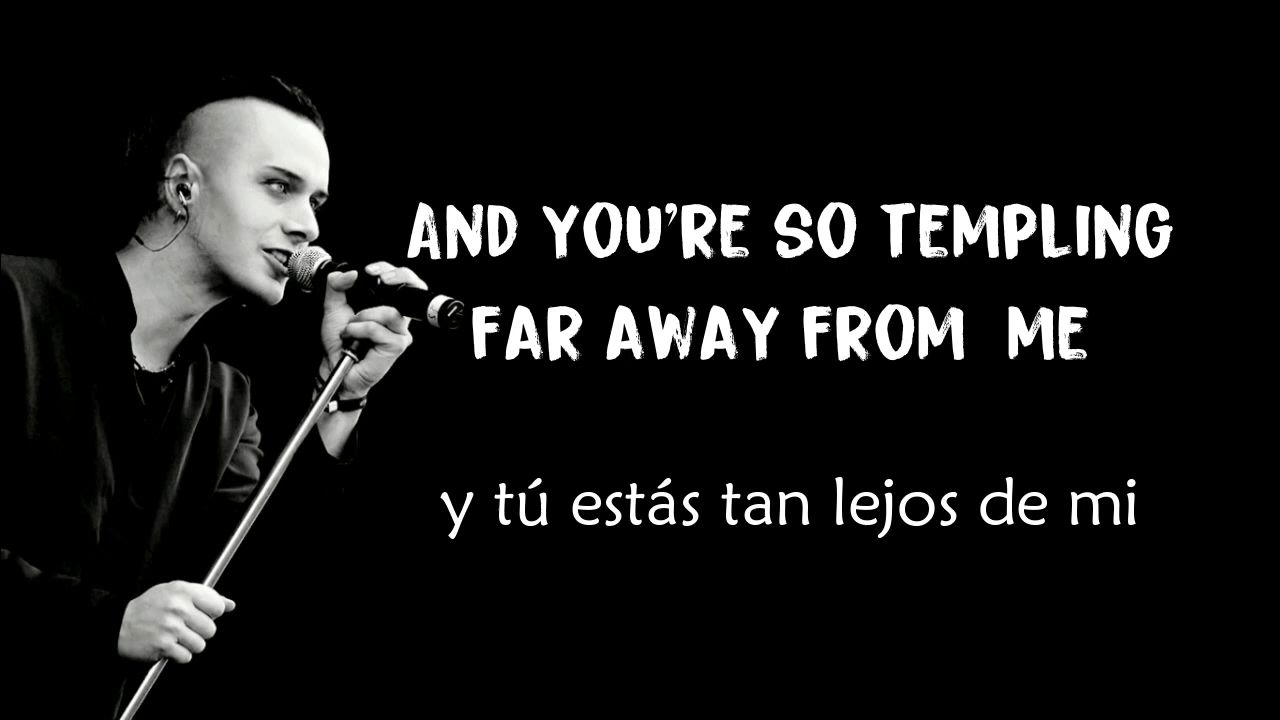 AND YOU'RE SO TEMPLING
FAR AWAY FROM ME
y tú estás tan lejos de mi